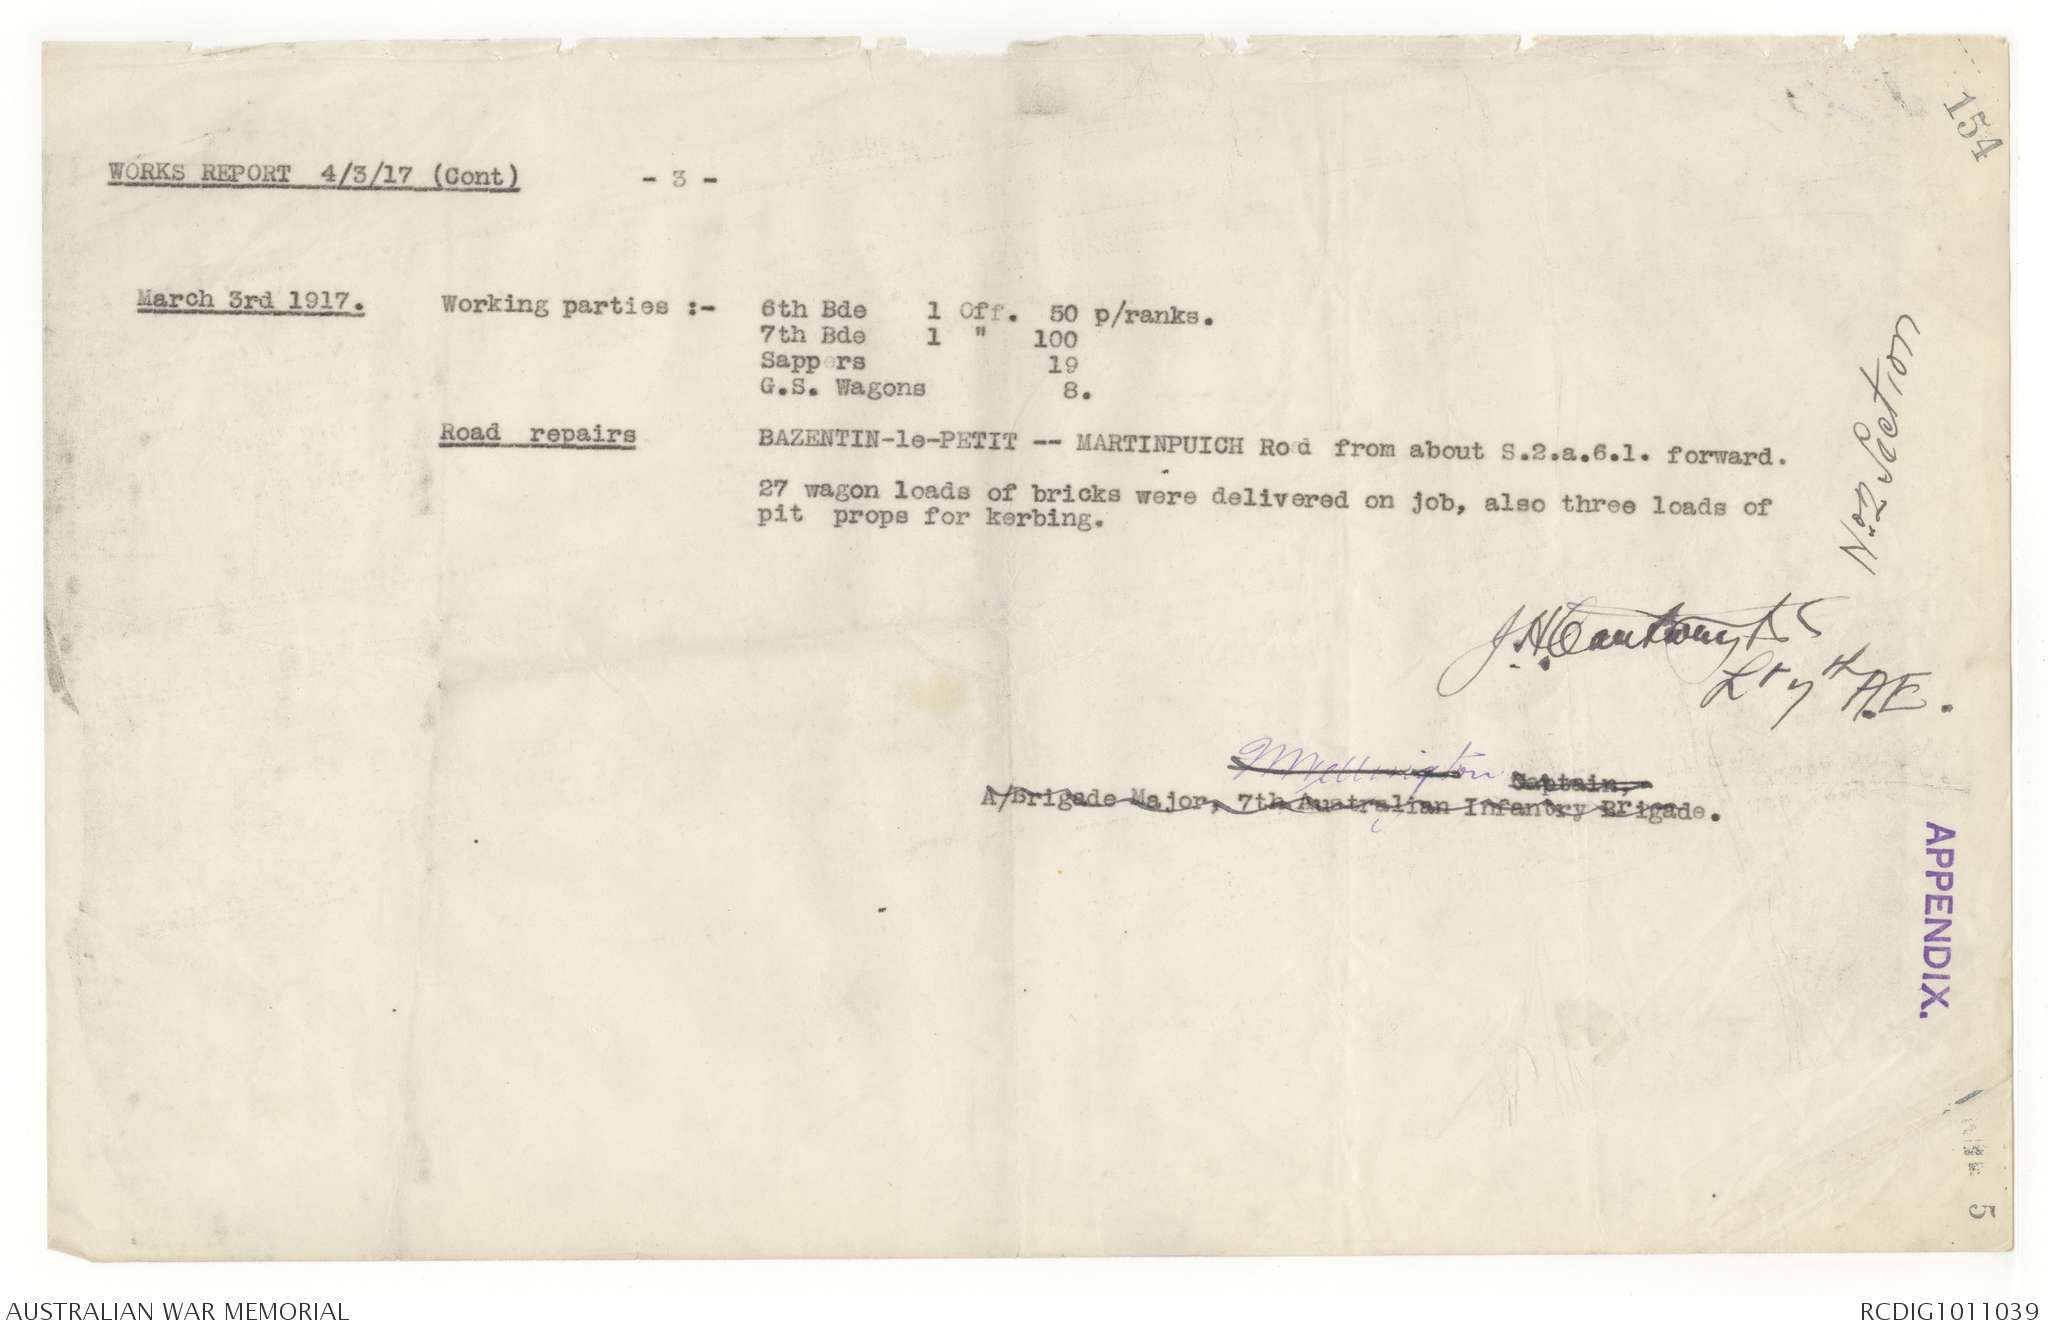 154
WORKS REPORT 4/3/17 (Cont) - 3 -
March 3rd 1917. Working parties :- 6th Bde 1 Off. 50 p/ranks.
7th Bde 1 " 100
Sappers 19
G.S. Wagons 8.
Road repairs BAZENTIN-le-PETIT -- MARTINPUICH Road from about S.2.a.6.1. forward.
27 wagon loads of bricks were delivered on job, also three loads of
pit props for kerbing.
No. 2 Section
J.H.
Lt 7th A.E.
Captain,
A/Brigade Major, 7th Australian Infantry Brigade.
APPENDIX.
5
AUSTRALIAN WAR MEMORIAL
RCDIG1011039